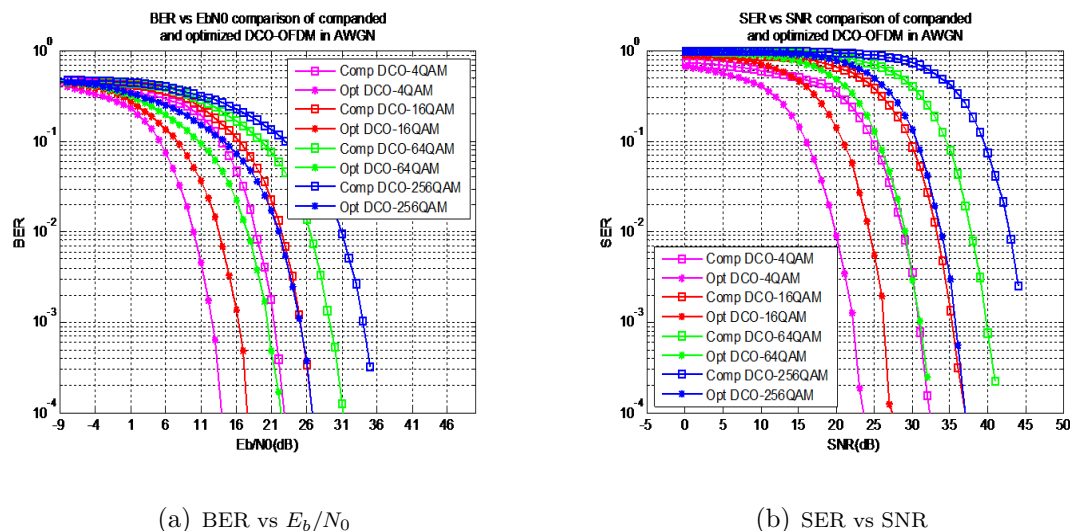 BER vs EbN0 comparison of companded
and optimized DCO-OFDM in AWGN
10^0
10^-1
10^-2
10^-3
10^-4
BER
-9 -4 1 6 11 16 21 26 31 36 41 46
Eb/N0(dB)
Comp DCO-4QAM
Opt DCO-4QAM
Comp DCO-16QAM
Opt DCO-16QAM
Comp DCO-64QAM
Opt DCO-64QAM
Comp DCO-256QAM
Opt DCO-256QAM
(a) BER vs E_b/N_0
SER vs SNR comparison of companded
and optimized DCO-OFDM in AWGN
10^0
10^-1
10^-2
10^-3
10^-4
SER
-5 0 5 10 15 20 25 30 35 40 45 50
SNR(dB)
Comp DCO-4QAM
Opt DCO-4QAM
Comp DCO-16QAM
Opt DCO-16QAM
Comp DCO-64QAM
Opt DCO-64QAM
Comp DCO-256QAM
Opt DCO-256QAM
(b) SER vs SNR